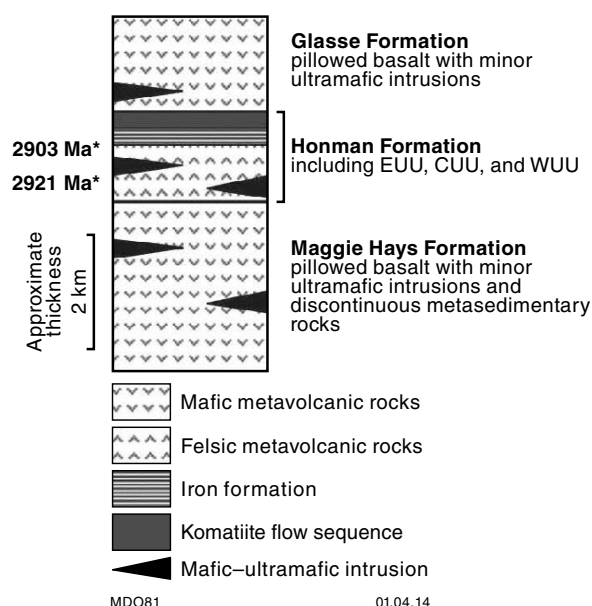 Glasse Formation
pillowed basalt with minor
ultramafic intrusions
2903 Ma*
2921 Ma*
Honman Formation
including EUU, CUU, and WUU
Approximate
thickness
2 km
Maggie Hays Formation
pillowed basalt with minor
ultramafic intrusions and
discontinuous metasedimentary
rocks
Mafic metavolcanic rocks
Felsic metavolcanic rocks
Iron formation
Komatiite flow sequence
Mafic–ultramafic intrusion
MDO81
01.04.14